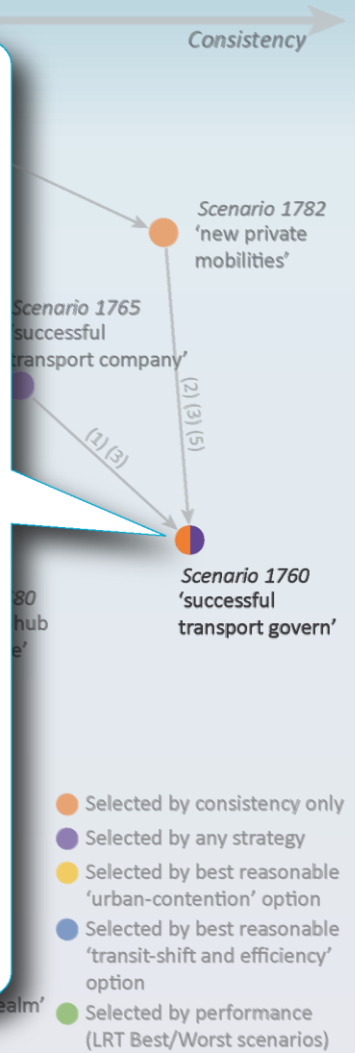 Consistency
Scenario 1782
'new private
mobilities'
Scenario 1765
'successful
transport company'
(2) (3) (5)
(1) (3)
Scenario 1760
'successful
transport govern'
80
hub
e'
Selected by consistency only
Selected by any strategy
Selected by best reasonable
'urban-contention' option
Selected by best reasonable
'transit-shift and efficiency'
option
ealm'
Selected by performance
(LRT Best/Worst scenarios)